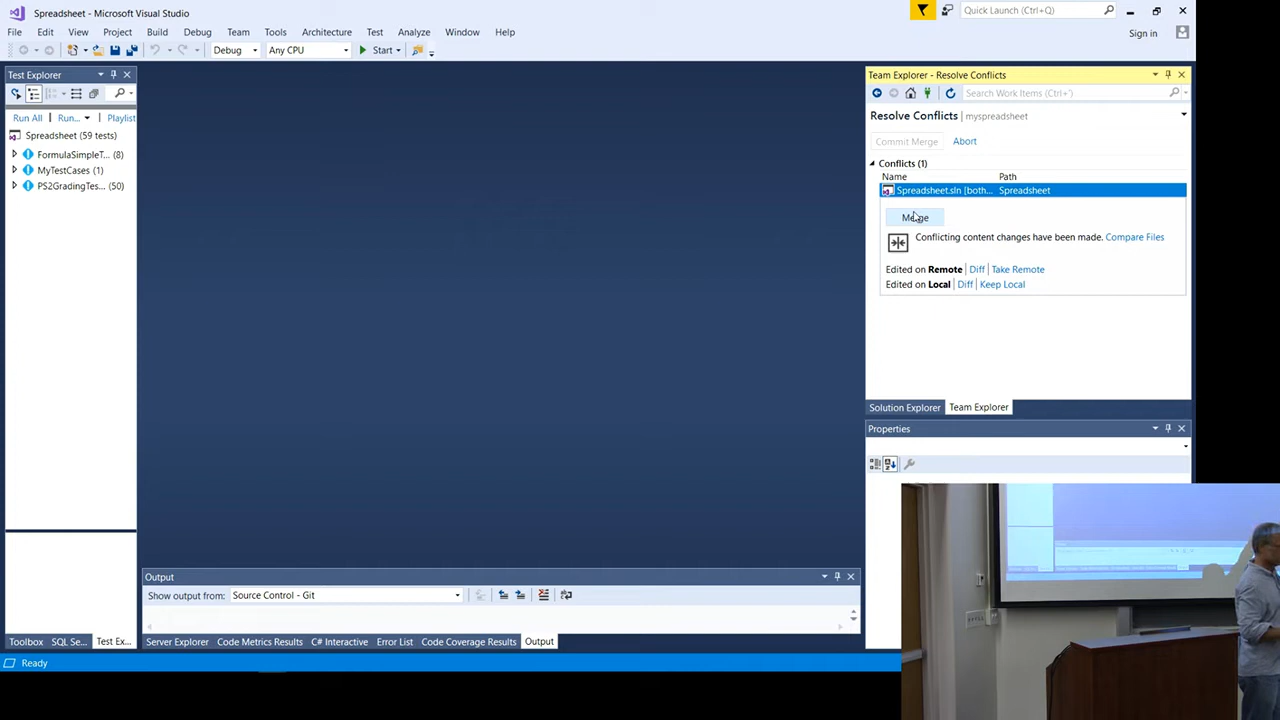 Spreadsheet - Microsoft Visual Studio
Quick Launch (Ctrl+Q)
File Edit View Project Build Debug Team Tools Architecture Test Analyze Window Help
Sign in
Debug Any CPU Start
Test Explorer
Run All Run... Playlist
Spreadsheet (59 tests)
FormulaSimpleT... (8)
MyTestCases (1)
PS2GradingTes... (50)
Team Explorer - Resolve Conflicts
Search Work Items (Ctrl+')
Resolve Conflicts myspreadsheet
Commit Merge Abort
Conflicts (1)
Name Path
Spreadsheet.sln [both... Spreadsheet
Merge
Conflicting content changes have been made. Compare Files
Edited on Remote Diff Take Remote
Edited on Local Diff Keep Local
Solution Explorer Team Explorer
Properties
Output
Show output from: Source Control - Git
Toolbox SQL Se... Test Ex... Server Explorer Code Metrics Results C# Interactive Error List Code Coverage Results Output
Ready